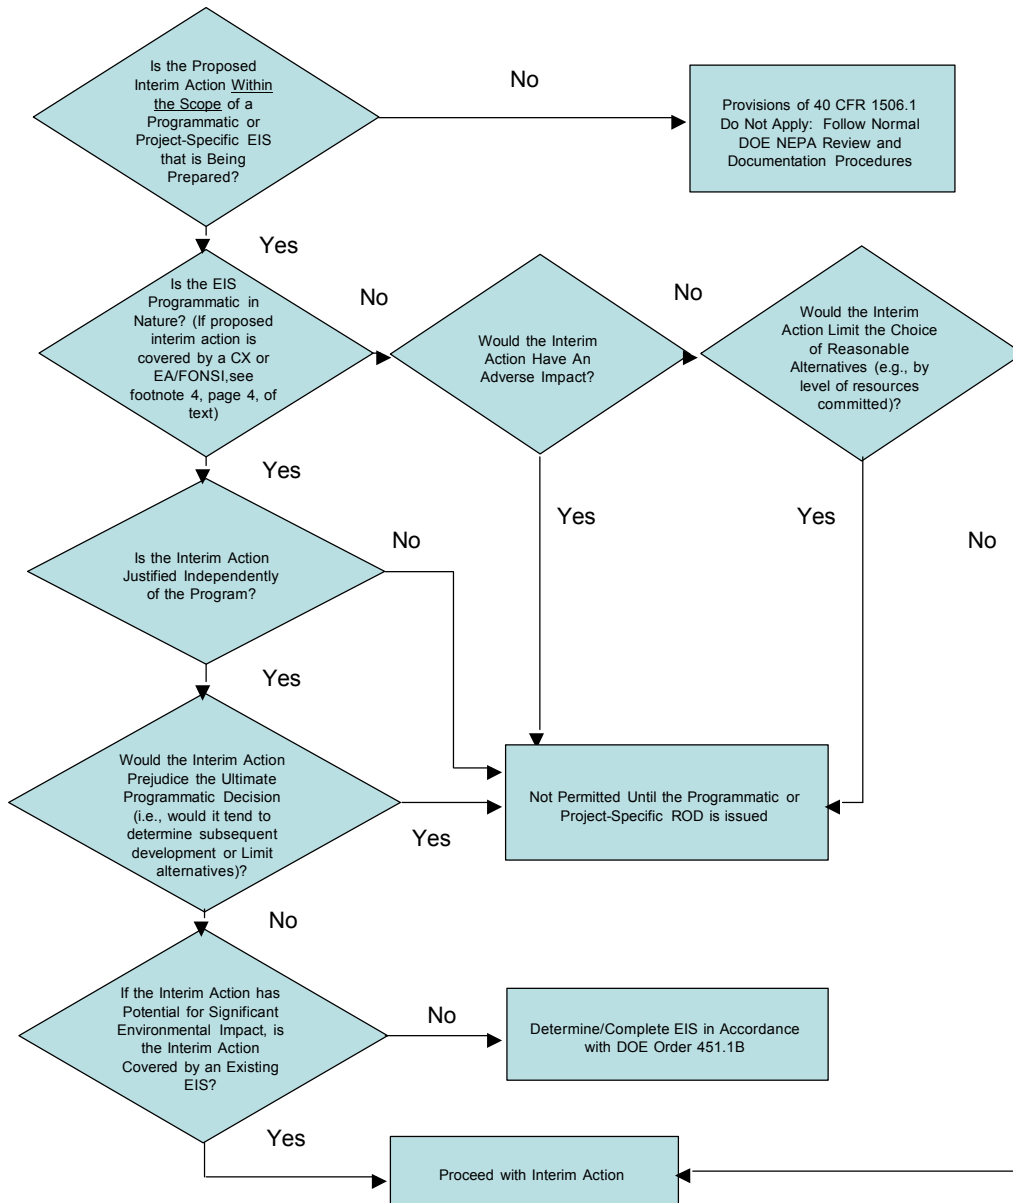 Is the Proposed
Interim Action Within
the Scope of a
Programmatic or
Project-Specific EIS
that is Being
Prepared?
No
Provisions of 40 CFR 1506.1
Do Not Apply: Follow Normal
DOE NEPA Review and
Documentation Procedures
Yes
Is the EIS
Programmatic in
Nature? (If proposed
interim action is
covered by a CX or
EA/FONSI,see
footnote 4, page 4, of
text)
No
Would the Interim
Action Have An
Adverse Impact?
No
Would the Interim
Action Limit the Choice
of Reasonable
Alternatives (e.g., by
level of resources
committed)?
Yes
Yes
Yes
No
Is the Interim Action
Justified Independently
of the Program?
No
Yes
Would the Interim Action
Prejudice the Ultimate
Programmatic Decision
(i.e., would it tend to
determine subsequent
development or Limit
alternatives)?
Yes
Not Permitted Until the Programmatic or
Project-Specific ROD is issued
No
If the Interim Action has
Potential for Significant
Environmental Impact, is
the Interim Action
Covered by an Existing
EIS?
No
Determine/Complete EIS in Accordance
with DOE Order 451.1B
Yes
Proceed with Interim Action